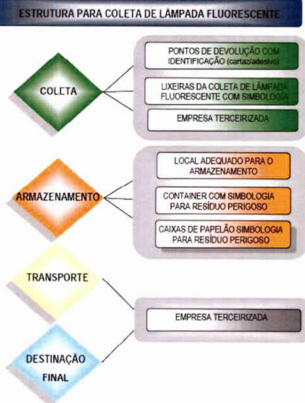 ESTRUTURA PARA COLETA DE LÂMPADA FLUORESCENTE
COLETA
PONTOS DE DEVOLUÇÃO COM
IDENTIFICAÇÃO (cartaz/adesivo)
LIXEIRAS DA COLETA DE LÂMPADA
FLUORESCENTE COM SIMBOLOGIA
EMPRESA TERCEIRIZADA
ARMAZENAMENTO
LOCAL ADEQUADO PARA O
ARMAZENAMENTO
CONTAINER COM SIMBOLOGIA
PARA RESÍDUO PERIGOSO
CAIXAS DE PAPELÃO SIMBOLOGIA
PARA RESÍDUO PERIGOSO
TRANSPORTE
EMPRESA TERCEIRIZADA
DESTINAÇÃO
FINAL